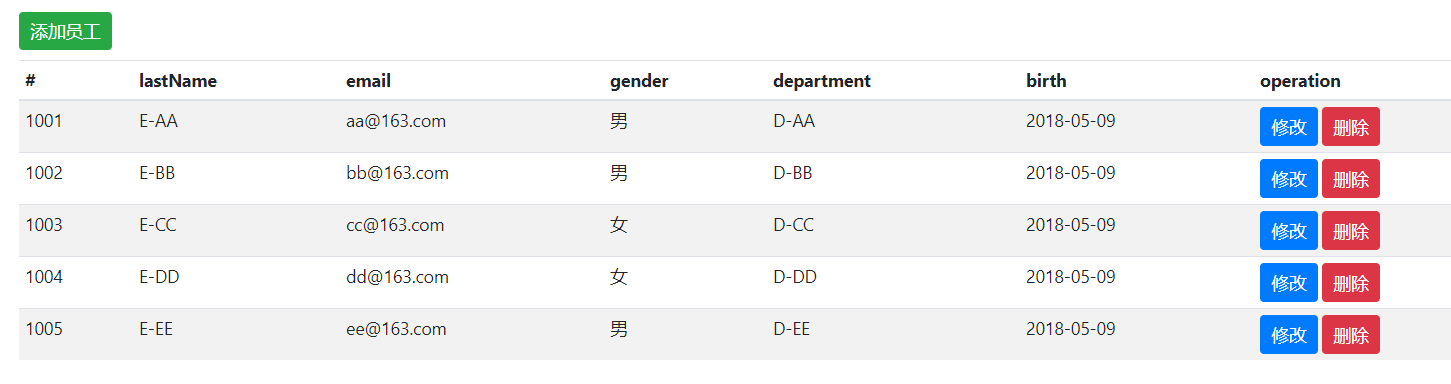 添加员工
# lastName email gender department birth operation
1001 E-AA aa@163.com 男 D-AA 2018-05-09 修改 删除
1002 E-BB bb@163.com 男 D-BB 2018-05-09 修改 删除
1003 E-CC cc@163.com 女 D-CC 2018-05-09 修改 删除
1004 E-DD dd@163.com 女 D-DD 2018-05-09 修改 删除
1005 E-EE ee@163.com 男 D-EE 2018-05-09 修改 删除